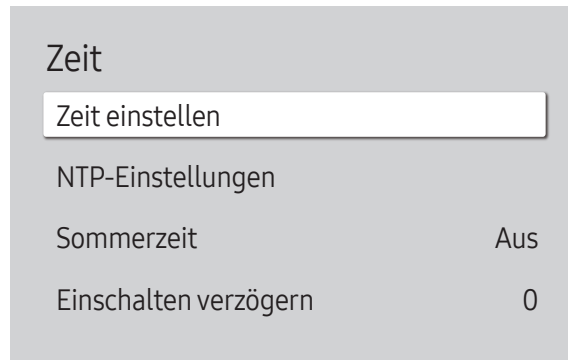 Zeit
Zeit einstellen
NTP-Einstellungen
Sommerzeit Aus
Einschalten verzögern 0